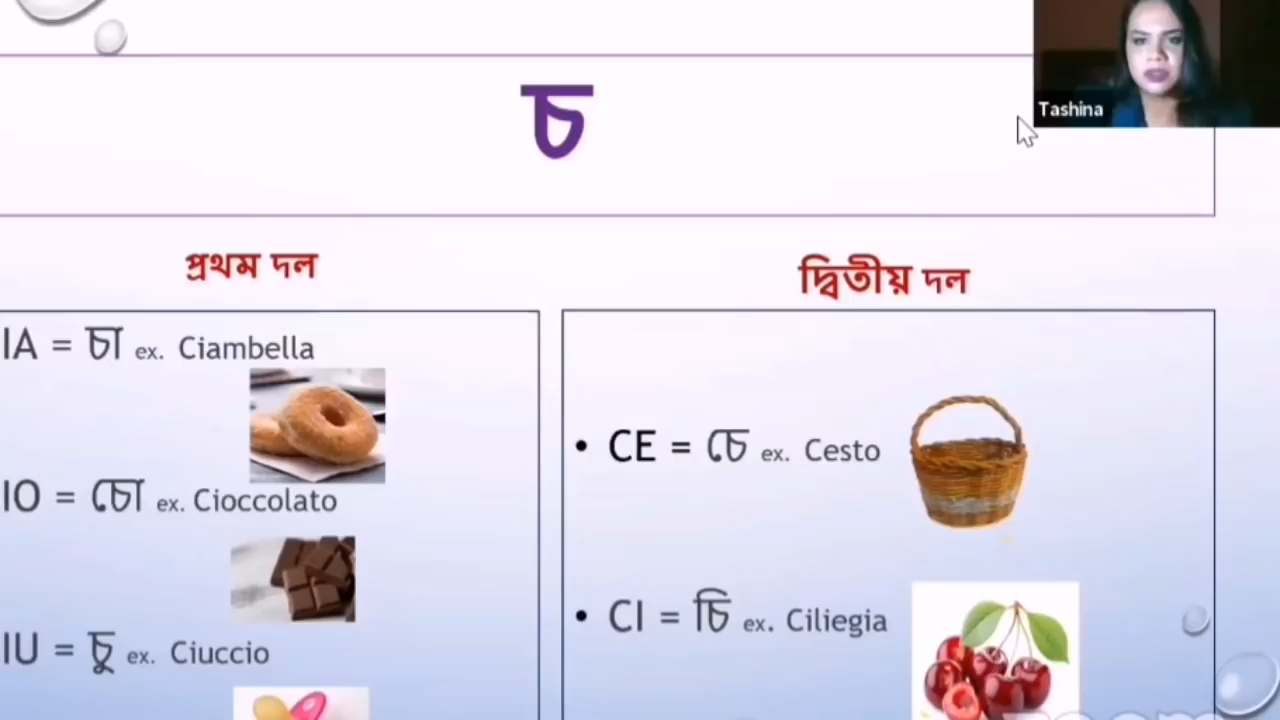 Tashina
চ
প্রথম দল
দ্বিতীয় দল
IA = চা ex. Ciambella
IO = চো ex. Cioccolato
IU = চু ex. Ciuccio
• CE = চে ex. Cesto
• CI = চি ex. Ciliegia